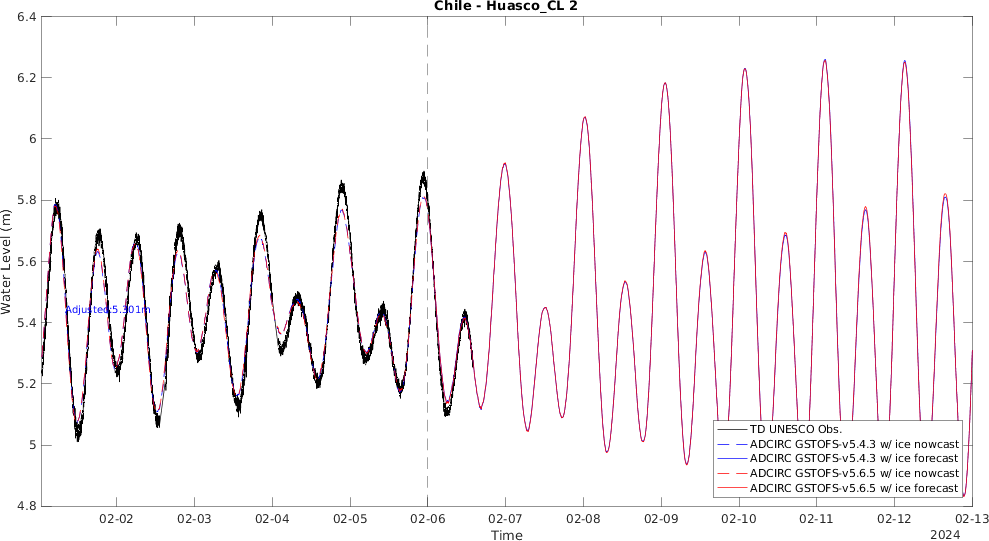 Chile - Huasco_CL 2
6.4
6.2
6
5.8
5.6
5.4
5.2
5
4.8
Water Level (m)
Adjusted:5.301m
TD UNESCO Obs.
ADCIRC GSTOFS-v5.4.3 w/ ice nowcast
ADCIRC GSTOFS-v5.4.3 w/ ice forecast
ADCIRC GSTOFS-v5.6.5 w/ ice nowcast
ADCIRC GSTOFS-v5.6.5 w/ ice forecast
02-02 02-03 02-04 02-05 02-06 02-07 02-08 02-09 02-10 02-11 02-12 02-13
Time
2024